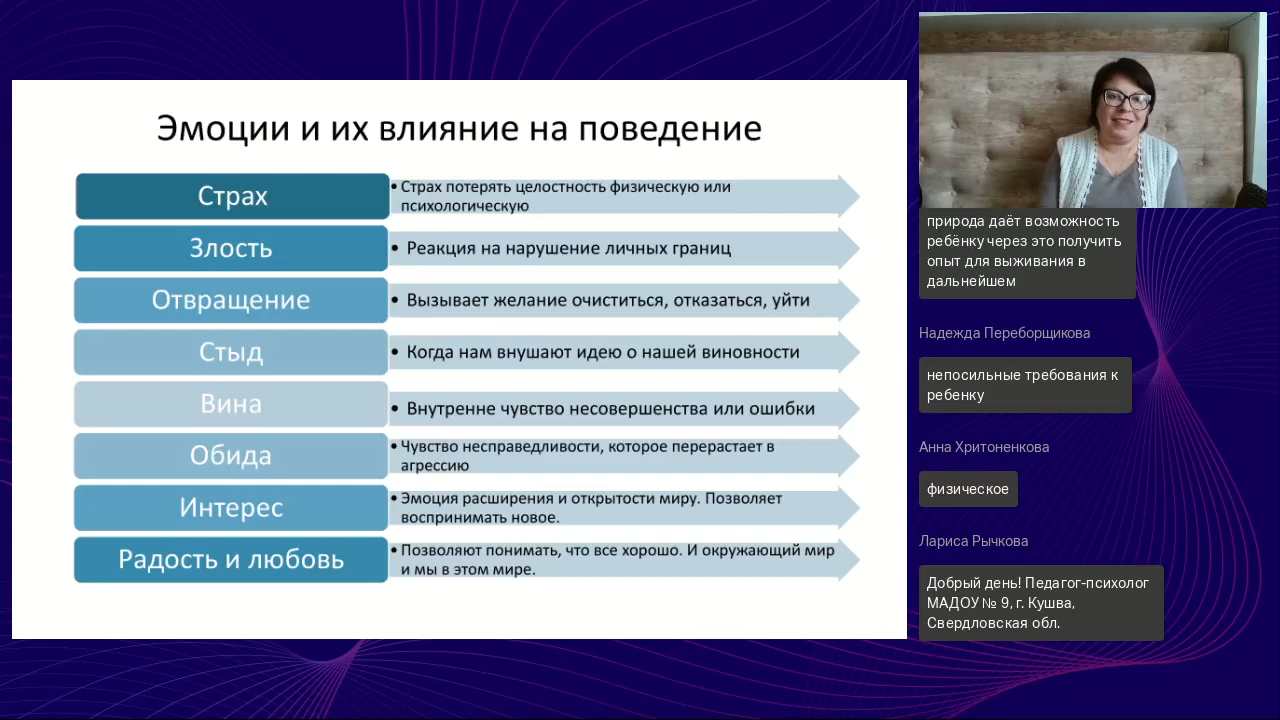 Эмоции и их влияние на поведение
Страх
• Страх потерять целостность физическую или
психологическую
Злость
• Реакция на нарушение личных границ
Отвращение
• Вызывает желание очиститься, отказаться, уйти
Стыд
• Когда нам внушают идею о нашей виновности
Вина
• Внутренне чувство несовершенства или ошибки
Обида
• Чувство несправедливости, которое перерастает в
агрессию
Интерес
• Эмоция расширения и открытости миру. Позволяет
воспринимать новое.
Радость и любовь
• Позволяют понимать, что все хорошо. И окружающий мир
и мы в этом мире.
природа даёт возможность
ребёнку через это получить
опыт для выживания в
дальнейшем
Надежда Переборщикова
непосильные требования к
ребенку
Анна Хритоненкова
физическое
Лариса Рычкова
Добрый день! Педагог-психолог
МАДОУ № 9, г. Кушва,
Свердловская обл.